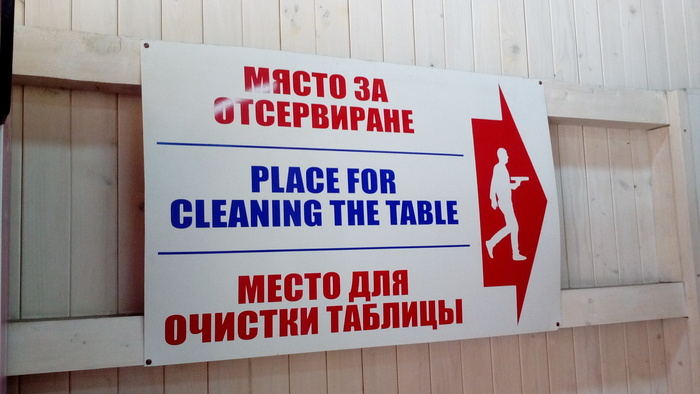 МЯСТО ЗА
ОТСЕРВИРАНЕ
PLACE FOR
CLEANING THE TABLE
МЕСТО ДЛЯ
ОЧИСТКИ ТАБЛИЦЫ